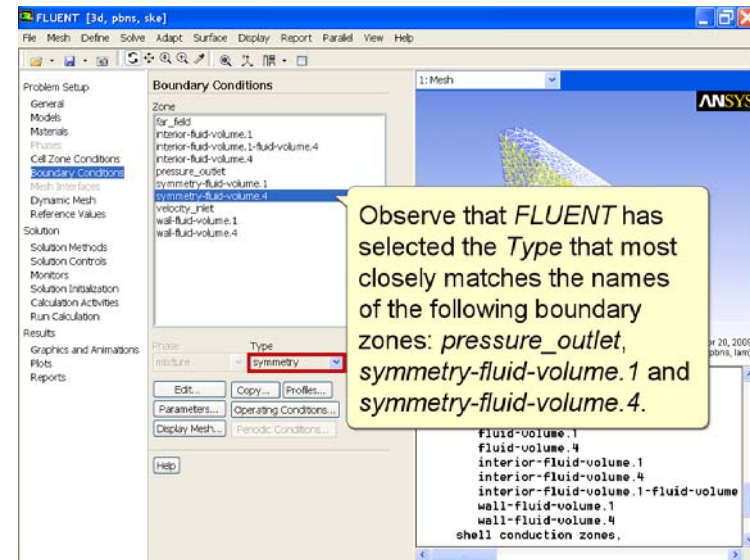 FLUENT [3d, pbns, ske]
File Mesh Define Solve Adapt Surface Display Report Parallel View Help
Problem Setup
General
Models
Materials
Phases
Cell Zone Conditions
Boundary Conditions
Mesh Interfaces
Dynamic Mesh
Reference Values
Solution
Solution Methods
Solution Controls
Monitors
Solution Initialization
Calculation Activities
Run Calculation
Results
Graphics and Animations
Plots
Reports
Boundary Conditions
Zone
far_field
interior-fluid-volume.1
interior-fluid-volume.1-fluid-volume.4
interior-fluid-volume.4
pressure_outlet
symmetry-fluid-volume.1
symmetry-fluid-volume.4
velocity_inlet
wall-fluid-volume.1
wall-fluid-volume.4
Phase Type
mixture symmetry
Edit... Copy... Profiles...
Parameters... Operating Conditions...
Display Mesh... Periodic Conditions...
Help
1: Mesh
ANSYS
Observe that FLUENT has
selected the Type that most
closely matches the names
of the following boundary
zones: pressure_outlet,
symmetry-fluid-volume.1 and
symmetry-fluid-volume.4.
20, 2009
pbns, lam)
fluid-volume.1
fluid-volume.4
interior-fluid-volume.1
interior-fluid-volume.4
interior-fluid-volume.1-fluid-volume
wall-fluid-volume.1
wall-fluid-volume.4
shell conduction zones,